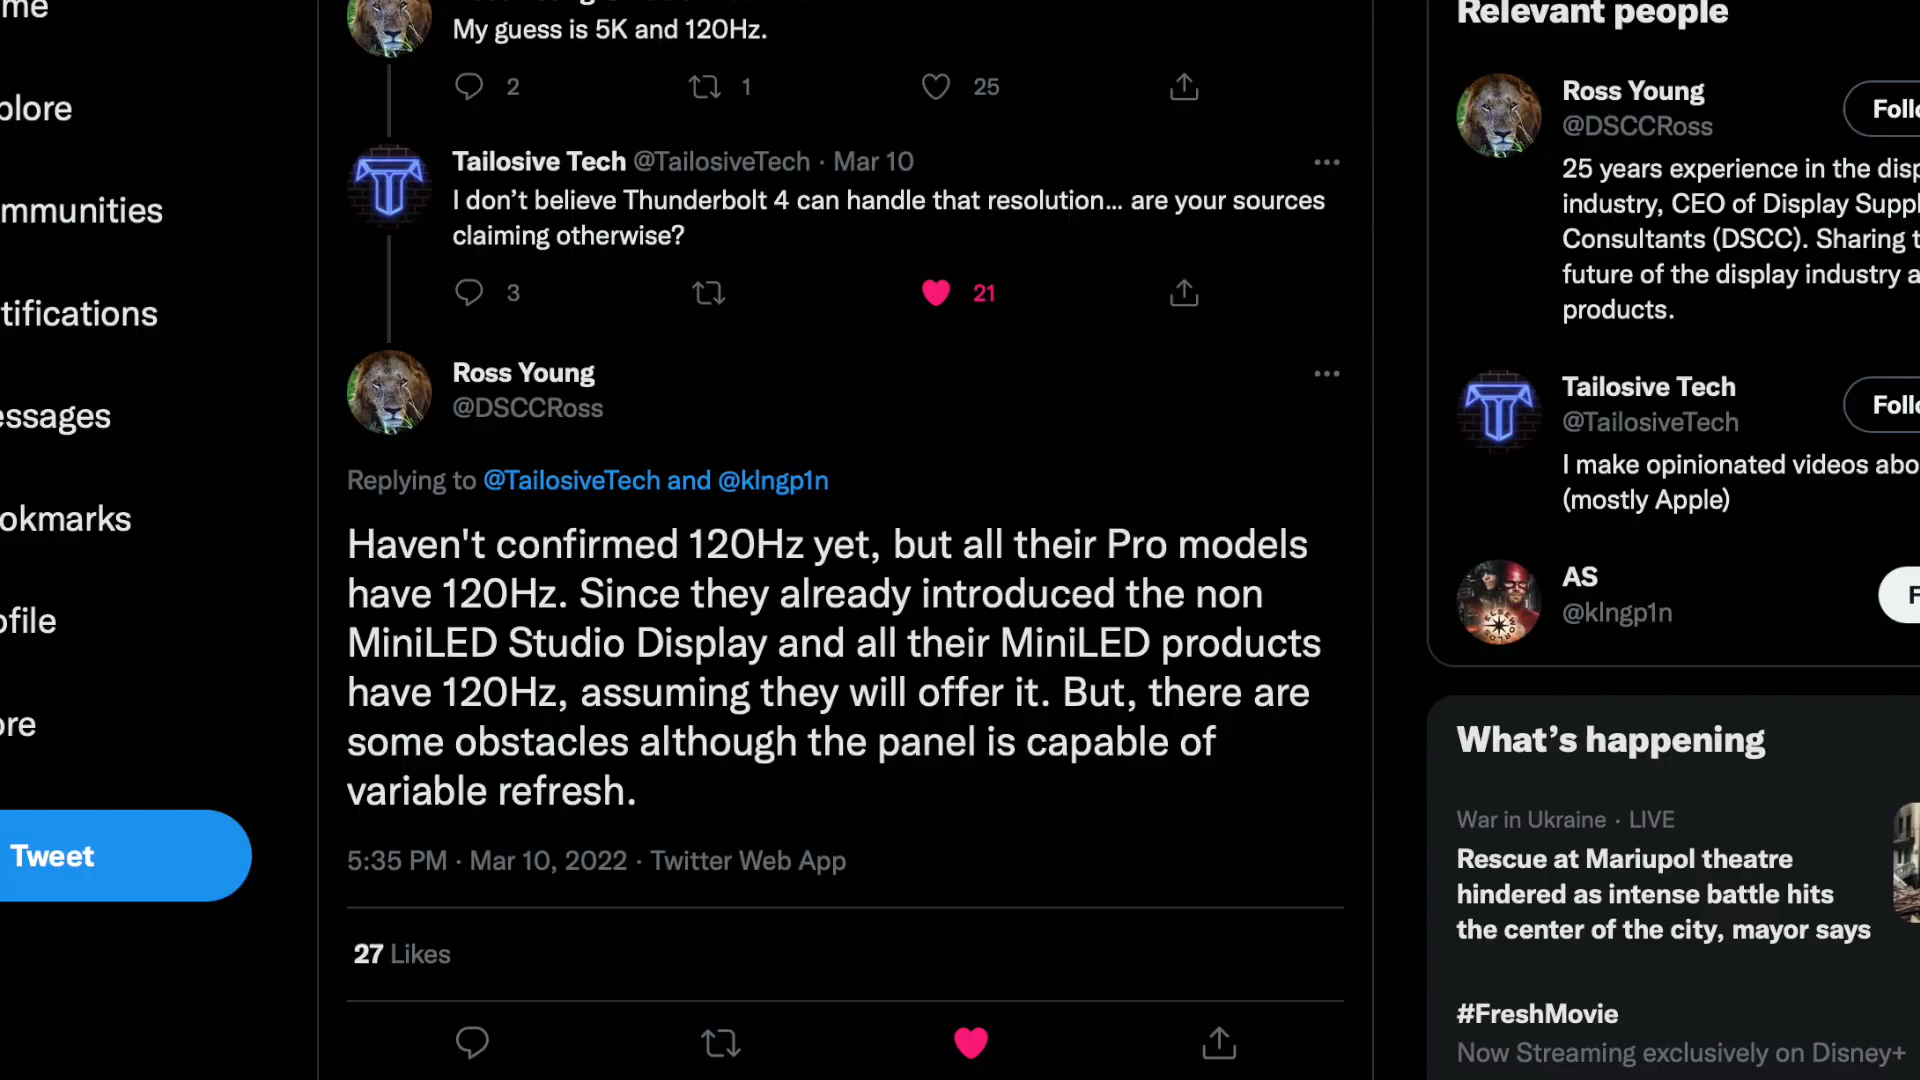 me
My guess is 5K and 120Hz.
2
1
25
plore
Tailosive Tech @TailosiveTech · Mar 10
I don't believe Thunderbolt 4 can handle that resolution... are your sources
claiming otherwise?
3
21
mmunities
tifications
essages
okmarks
ofile
ore
Tweet
Ross Young
@DSCCRoss
Replying to @TailosiveTech and @klngp1n
Haven't confirmed 120Hz yet, but all their Pro models
have 120Hz. Since they already introduced the non
MiniLED Studio Display and all their MiniLED products
have 120Hz, assuming they will offer it. But, there are
some obstacles although the panel is capable of
variable refresh.
5:35 PM · Mar 10, 2022 · Twitter Web App
27 Likes
Relevant people
Ross Young
@DSCCRoss
Follo
25 years experience in the disp
industry, CEO of Display Suppl
Consultants (DSCC). Sharing t
future of the display industry a
products.
Tailosive Tech
@TailosiveTech
Follo
I make opinionated videos abo
(mostly Apple)
AS
@klngp1n
F
What's happening
War in Ukraine · LIVE
Rescue at Mariupol theatre
hindered as intense battle hits
the center of the city, mayor says
#FreshMovie
Now Streaming exclusively on Disney+